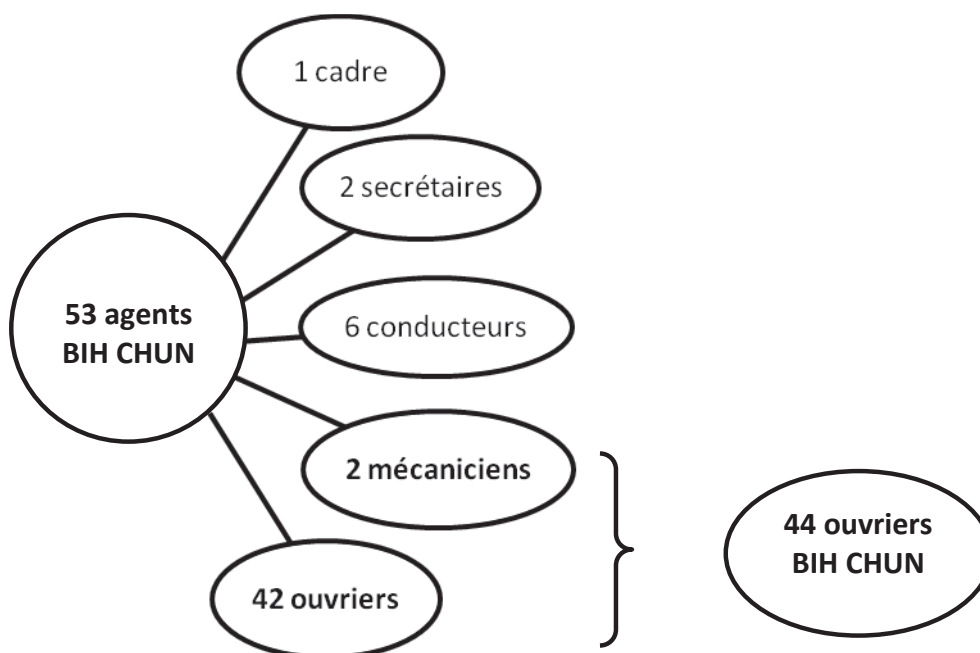 1 cadre
2 secrétaires
53 agents
BIH CHUN
6 conducteurs
2 mécaniciens
42 ouvriers
44 ouvriers
BIH CHUN